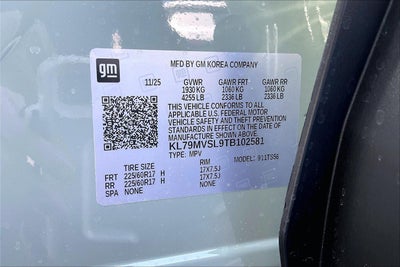 gm
MFD BY GM KOREA COMPANY
11/25 GVWR GAWR FRT GAWR RR
1930 KG 1060 KG 1060 KG
4255 LB 2336 LB 2336 LB
THIS VEHICLE CONFORMS TO ALL
APPLICABLE U.S. FEDERAL MOTOR
VEHICLE SAFETY AND THEFT
PREVENTION STANDARDS IN EFFECT
ON THE DATE OF MANUFACTURE
SHOWN ABOVE.
KL79MVSL9TB102581
TYPE: MPV MODEL: 911TS56
TIRE SIZE RIM
FRT 225/60R17 H 17X7.5J
RR 225/60R17 H 17X7.5J
SPA NONE NONE